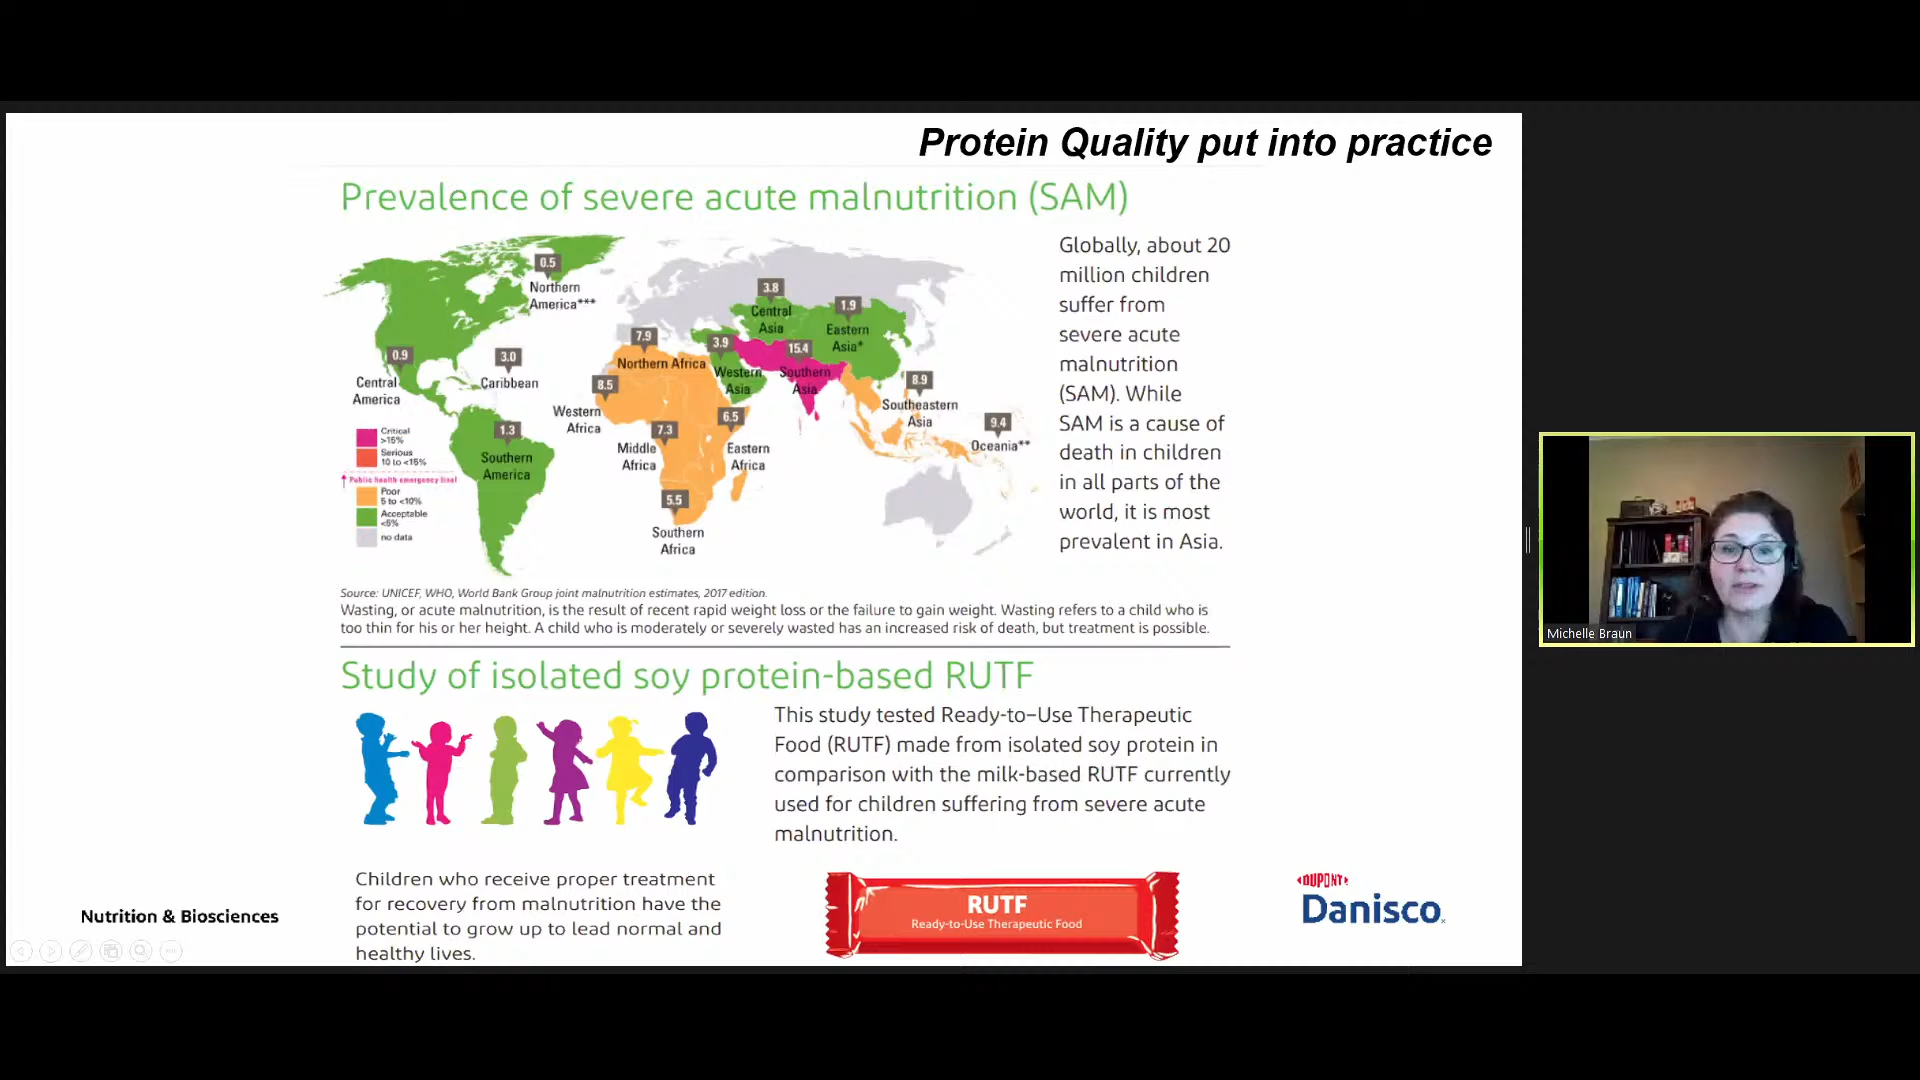 Protein Quality put into practice
Prevalence of severe acute malnutrition (SAM)
0.5
Northern
America***
0.9
Central
America
3.0
Caribbean
1.3
Southern
America
7.9
Northern Africa
8.5
Western
Africa
7.3
Middle
Africa
6.5
Eastern
Africa
5.5
Southern
Africa
3.9
Western
Asia
3.8
Central
Asia
1.9
Eastern
Asia*
15.4
Southern
Asia
8.9
Southeastern
Asia
9.4
Oceania**
Critical
>15%
Serious
10 to <15%
Public health emergency line!
Poor
5 to <10%
Acceptable
<5%
no data
Globally, about 20
million children
suffer from
severe acute
malnutrition
(SAM). While
SAM is a cause of
death in children
in all parts of the
world, it is most
prevalent in Asia.
Source: UNICEF, WHO, World Bank Group joint malnutrition estimates, 2017 edition.
Wasting, or acute malnutrition, is the result of recent rapid weight loss or the failure to gain weight. Wasting refers to a child who is
too thin for his or her height. A child who is moderately or severely wasted has an increased risk of death, but treatment is possible.
Study of isolated soy protein-based RUTF
This study tested Ready-to–Use Therapeutic
Food (RUTF) made from isolated soy protein in
comparison with the milk-based RUTF currently
used for children suffering from severe acute
malnutrition.
Children who receive proper treatment
for recovery from malnutrition have the
potential to grow up to lead normal and
healthy lives.
RUTF
Ready-to-Use Therapeutic Food
Nutrition & Biosciences
DUPONT
Danisco.
Michelle Braun